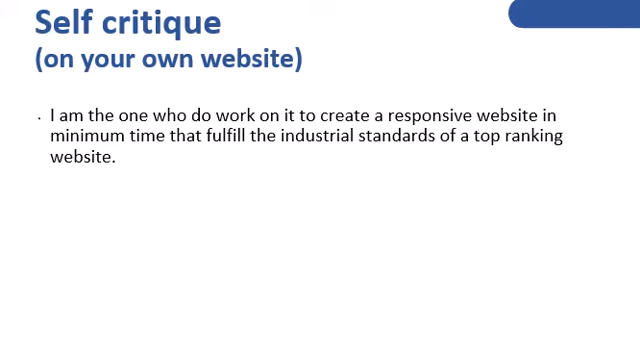 Self critique
(on your own website)
• I am the one who do work on it to create a responsive website in
minimum time that fulfill the industrial standards of a top ranking
website.